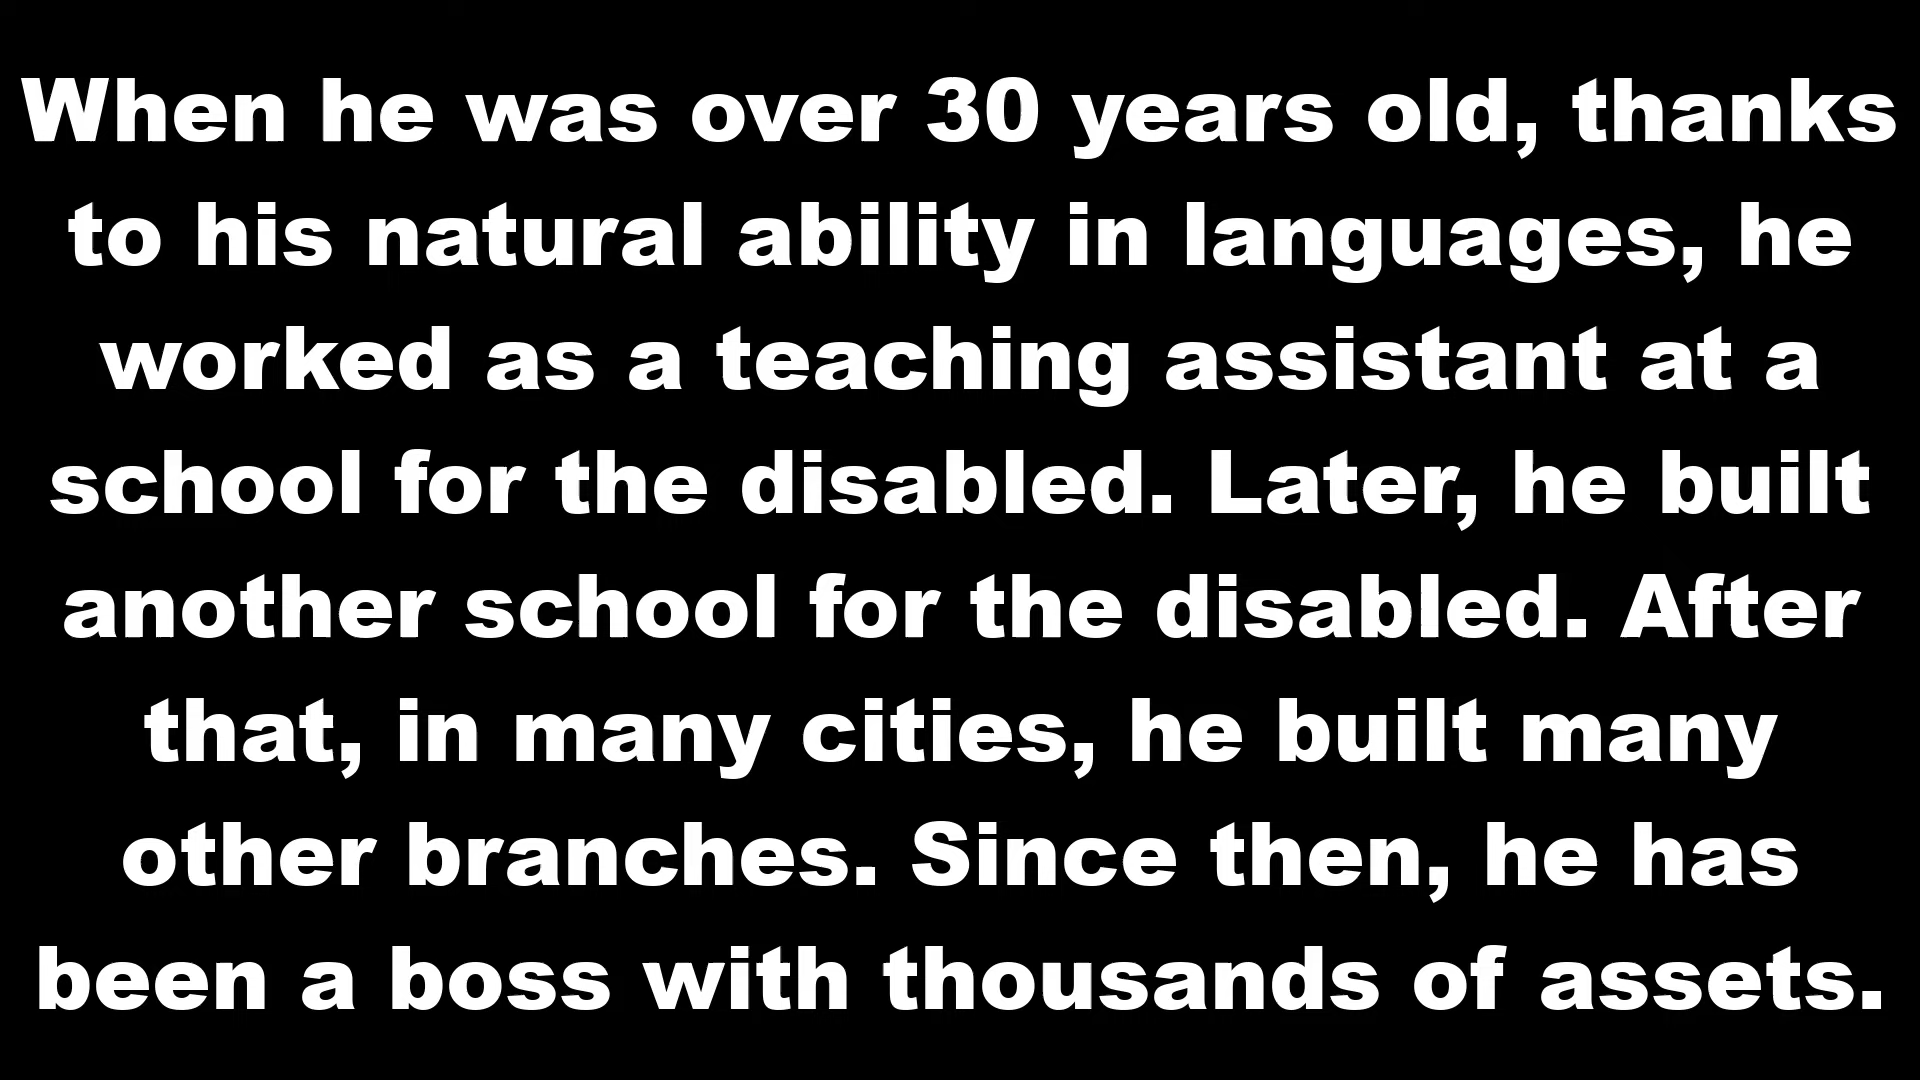 When he was over 30 years old, thanks
to his natural ability in languages, he
worked as a teaching assistant at a
school for the disabled. Later, he built
another school for the disabled. After
that, in many cities, he built many
other branches. Since then, he has
been a boss with thousands of assets.